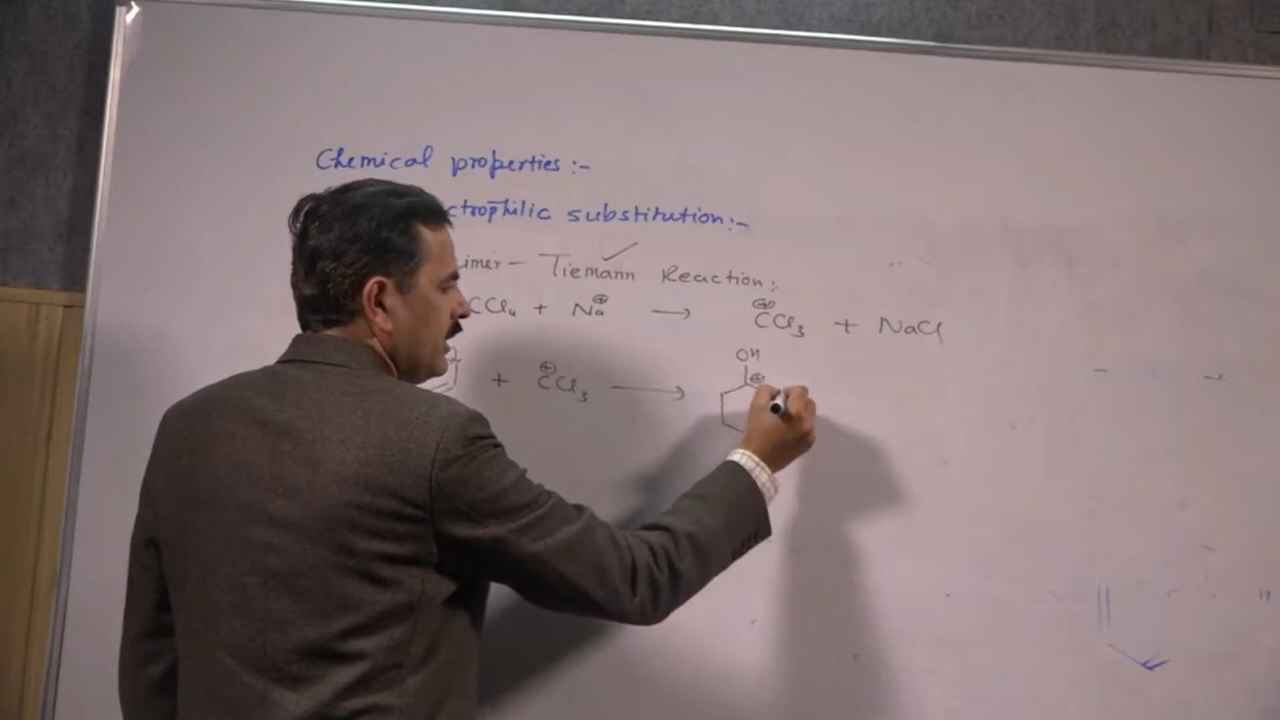 Chemical properties :-
ctrophilic substitution:-
imer - Tiemann Reaction:
CCl₄ + Na⊕ → ⊕CCl₃ + NaCl
+ ⊕CCl₃ → OH ⊕